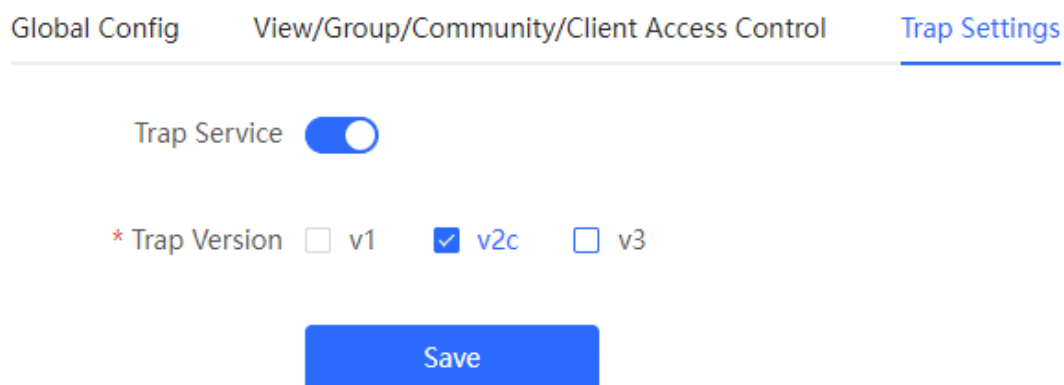 Global Config View/Group/Community/Client Access Control Trap Settings
Trap Service
* Trap Version v1 v2c v3
Save